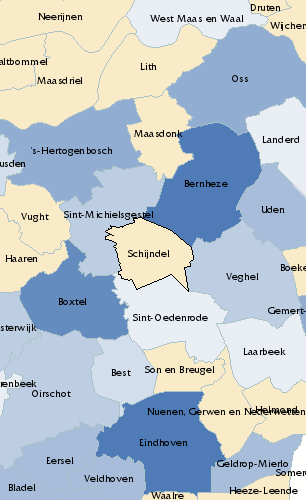 Druten
Neerijnen
West Maas en Waal
Wijchen
altbommel
Lith
Maasdriel
Oss
Maasdonk
Landerd
's-Hertogenbosch
usden
Bernheze
Vught
Sint-Michielsgestel
Uden
Haaren
Schijndel
Boeke
Veghel
Boxtel
Gemert-
Sint-Oedenrode
sterwijk
Laarbeek
Best
Son en Breugel
renbeek
Oirschot
Nuenen, Gerwen en Nederwetten
Helmond
Eindhoven
Eersel
Geldrop-Mierlo
Somere
Veldhoven
Bladel
Heeze-Leende
Waalre